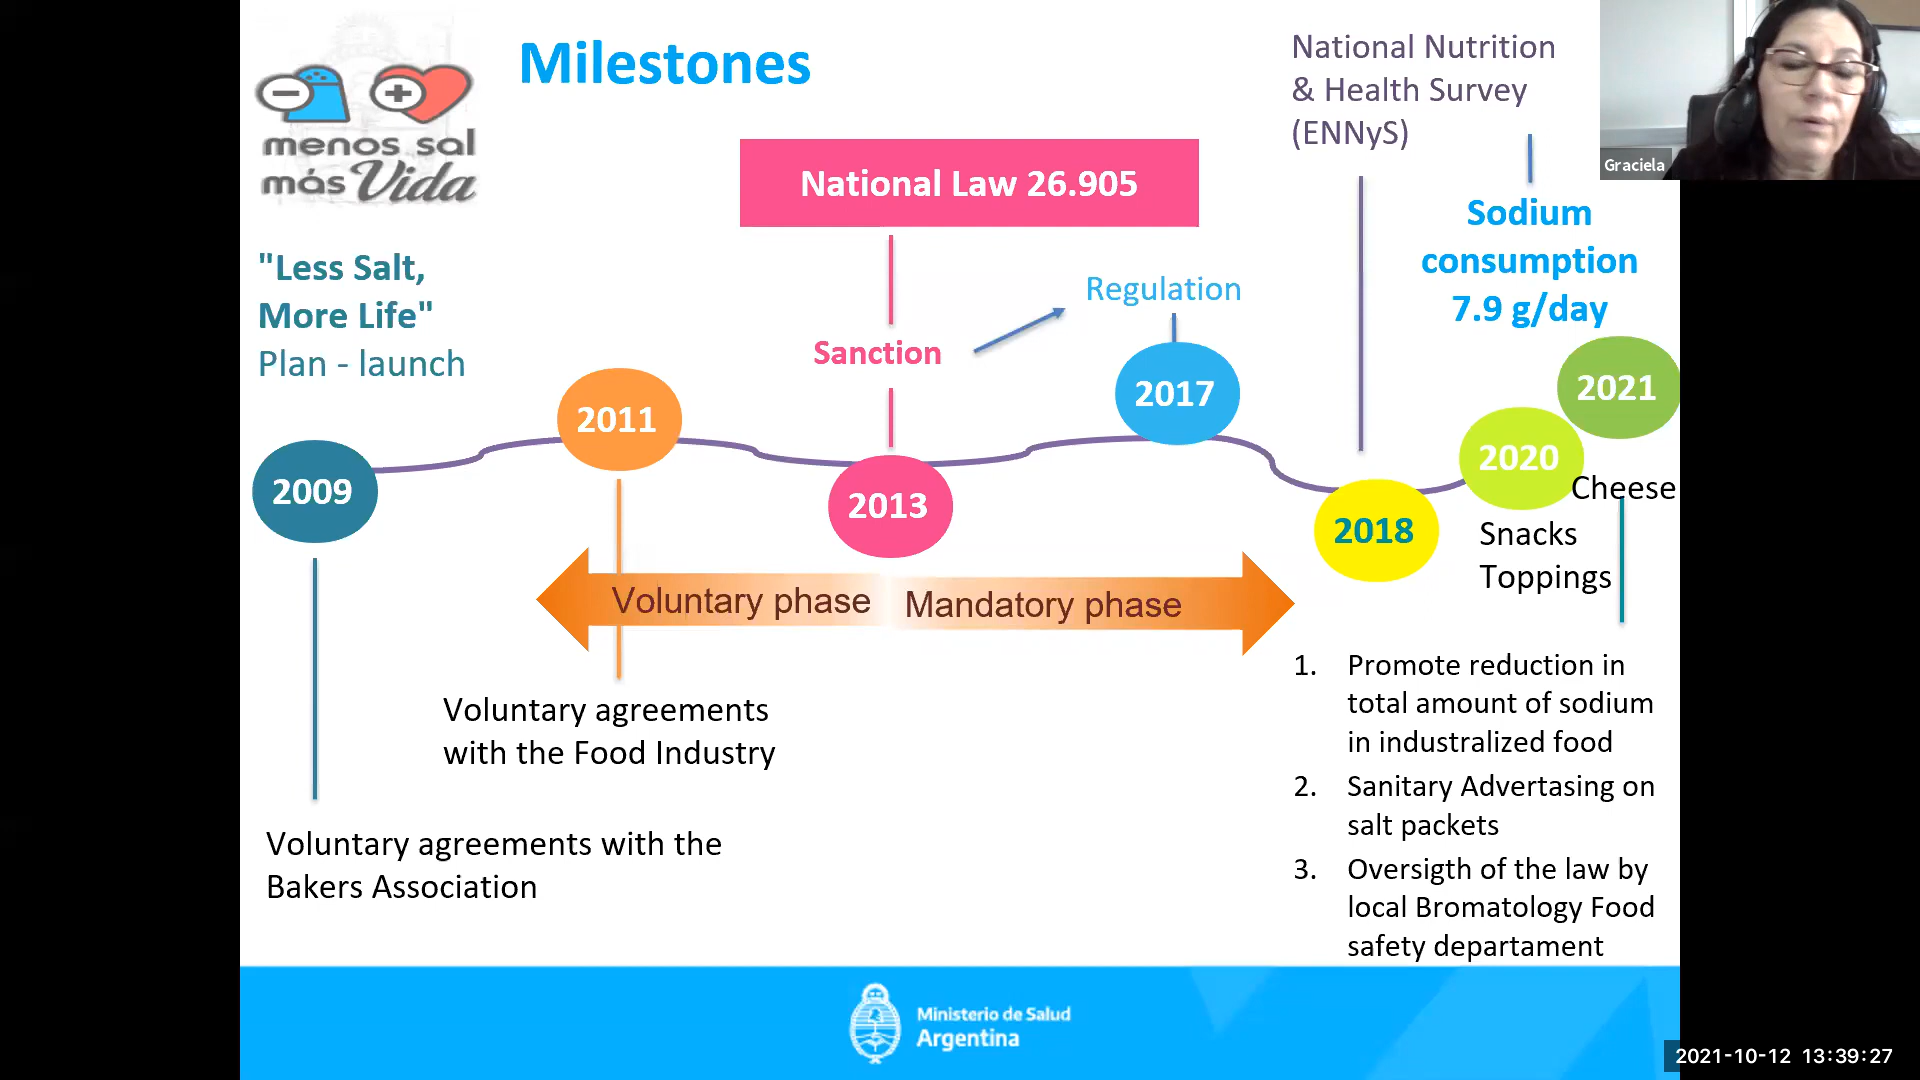 menos sal
más Vida
Milestones
National Nutrition
& Health Survey
(ENNyS)
Graciela
National Law 26.905
Sodium
consumption
7.9 g/day
"Less Salt,
More Life"
Plan - launch
Regulation
Sanction
2009
2011
2013
2017
2018
2020
2021
Cheese
Snacks
Toppings
Voluntary phase
Mandatory phase
Voluntary agreements
with the Food Industry
Voluntary agreements with the
Bakers Association
1. Promote reduction in
total amount of sodium
in industralized food
2. Sanitary Advertasing on
salt packets
3. Oversigth of the law by
local Bromatology Food
safety departament
Ministerio de Salud
Argentina
2021-10-12 13:39:27